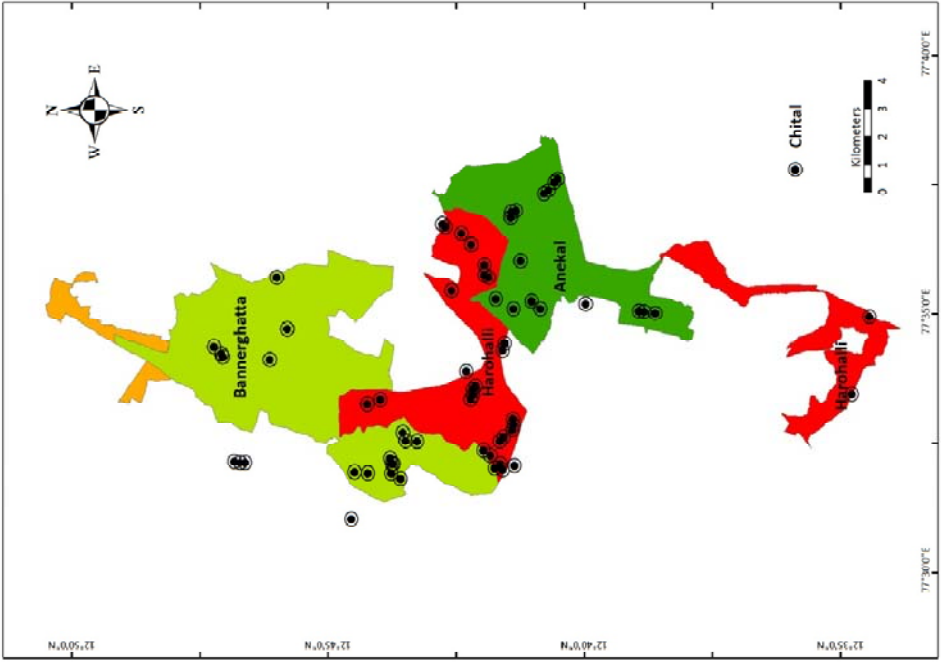 N
W E
S
Bannerghatta
Harohalli
Anekal
Harohalli
Chital
Kilometers
0 1 2 3 4
77°30'0"E
77°35'0"E
77°40'0"E
12°50'0"N
12°45'0"N
12°40'0"N
12°35'0"N